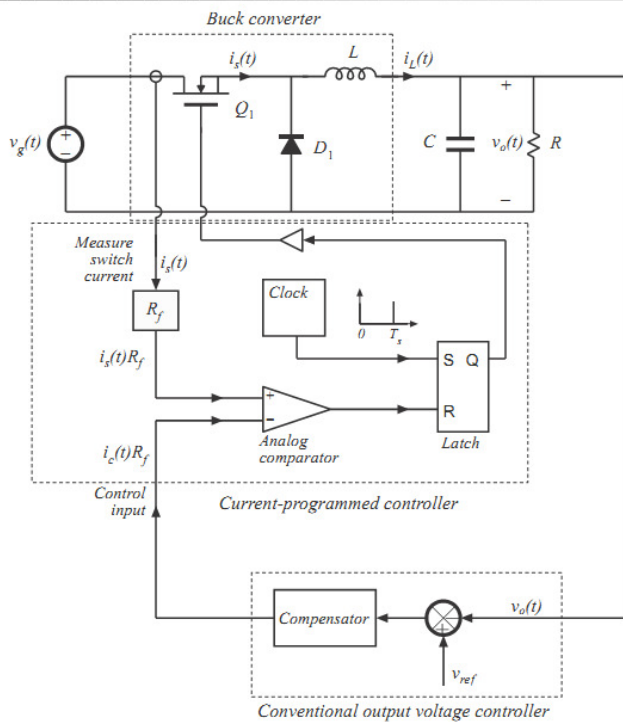 Buck converter
i_s(t)
L
i_L(t)
+
v_g(t)
+
−
Q_1
D_1
C
v_o(t)
R
−
Measure
switch
current
i_s(t)
Clock
R_f
0
T_s
S
Q
i_s(t)R_f
+
−
R
Analog
comparator
Latch
i_c(t)R_f
Control
input
Current-programmed controller
Compensator
+
v_o(t)
v_ref
Conventional output voltage controller